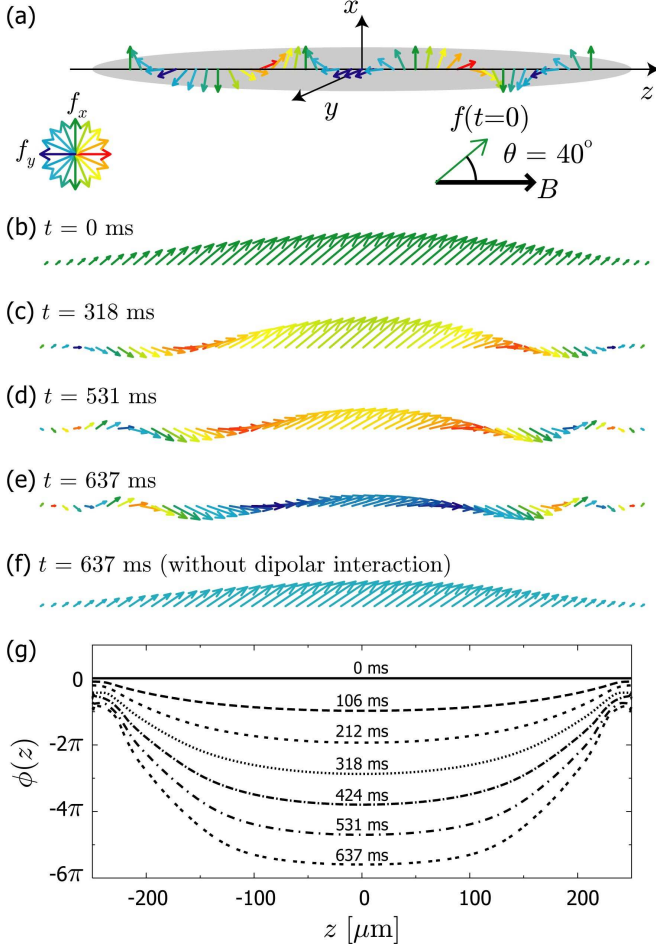 (a)
x
y
z
f_x
f_y
f(t=0)
θ = 40°
B
(b) t = 0 ms
(c) t = 318 ms
(d) t = 531 ms
(e) t = 637 ms
(f) t = 637 ms (without dipolar interaction)
(g)
0 ms
106 ms
212 ms
318 ms
424 ms
531 ms
637 ms
0
-2π
-4π
-6π
ϕ(z)
-200 -100 0 100 200
z [μm]